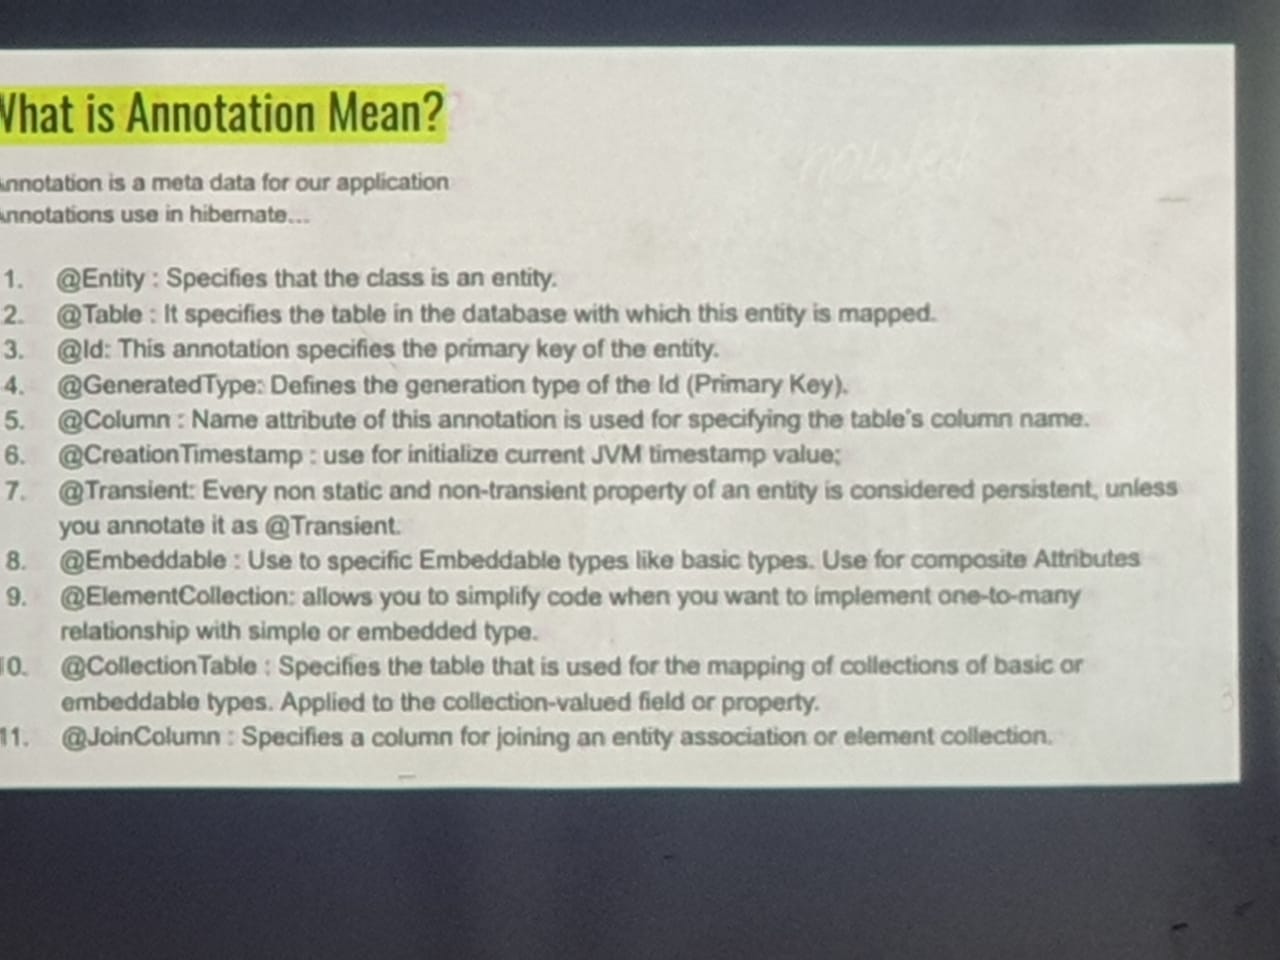 What is Annotation Mean?
Annotation is a meta data for our application
Annotations use in hibernate...
1. @Entity : Specifies that the class is an entity.
2. @Table : It specifies the table in the database with which this entity is mapped.
3. @Id: This annotation specifies the primary key of the entity.
4. @GeneratedType: Defines the generation type of the Id (Primary Key).
5. @Column : Name attribute of this annotation is used for specifying the table's column name.
6. @CreationTimestamp : use for initialize current JVM timestamp value;
7. @Transient: Every non static and non-transient property of an entity is considered persistent, unless
you annotate it as @Transient.
8. @Embeddable : Use to specific Embeddable types like basic types. Use for composite Attributes
9. @ElementCollection: allows you to simplify code when you want to implement one-to-many
relationship with simple or embedded type.
10. @CollectionTable : Specifies the table that is used for the mapping of collections of basic or
embeddable types. Applied to the collection-valued field or property.
11. @JoinColumn : Specifies a column for joining an entity association or element collection.